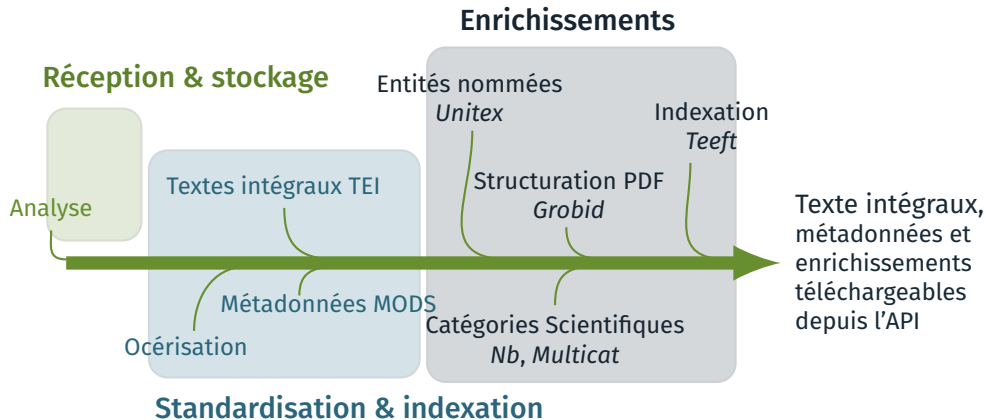 Enrichissements
Réception & stockage
Entités nommées
Unitex
Indexation
Teeft
Textes intégraux TEI
Structuration PDF
Grobid
Analyse
Texte intégraux,
métadonnées et
enrichissements
téléchargeables
depuis l'API
Métadonnées MODS
Catégories Scientifiques
Nb, Multicat
Océrisation
Standardisation & indexation